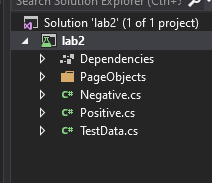 Search Solution Explorer (Ctrl+
Solution 'lab2' (1 of 1 project)
lab2
Dependencies
PageObjects
C# Negative.cs
C# Positive.cs
C# TestData.cs